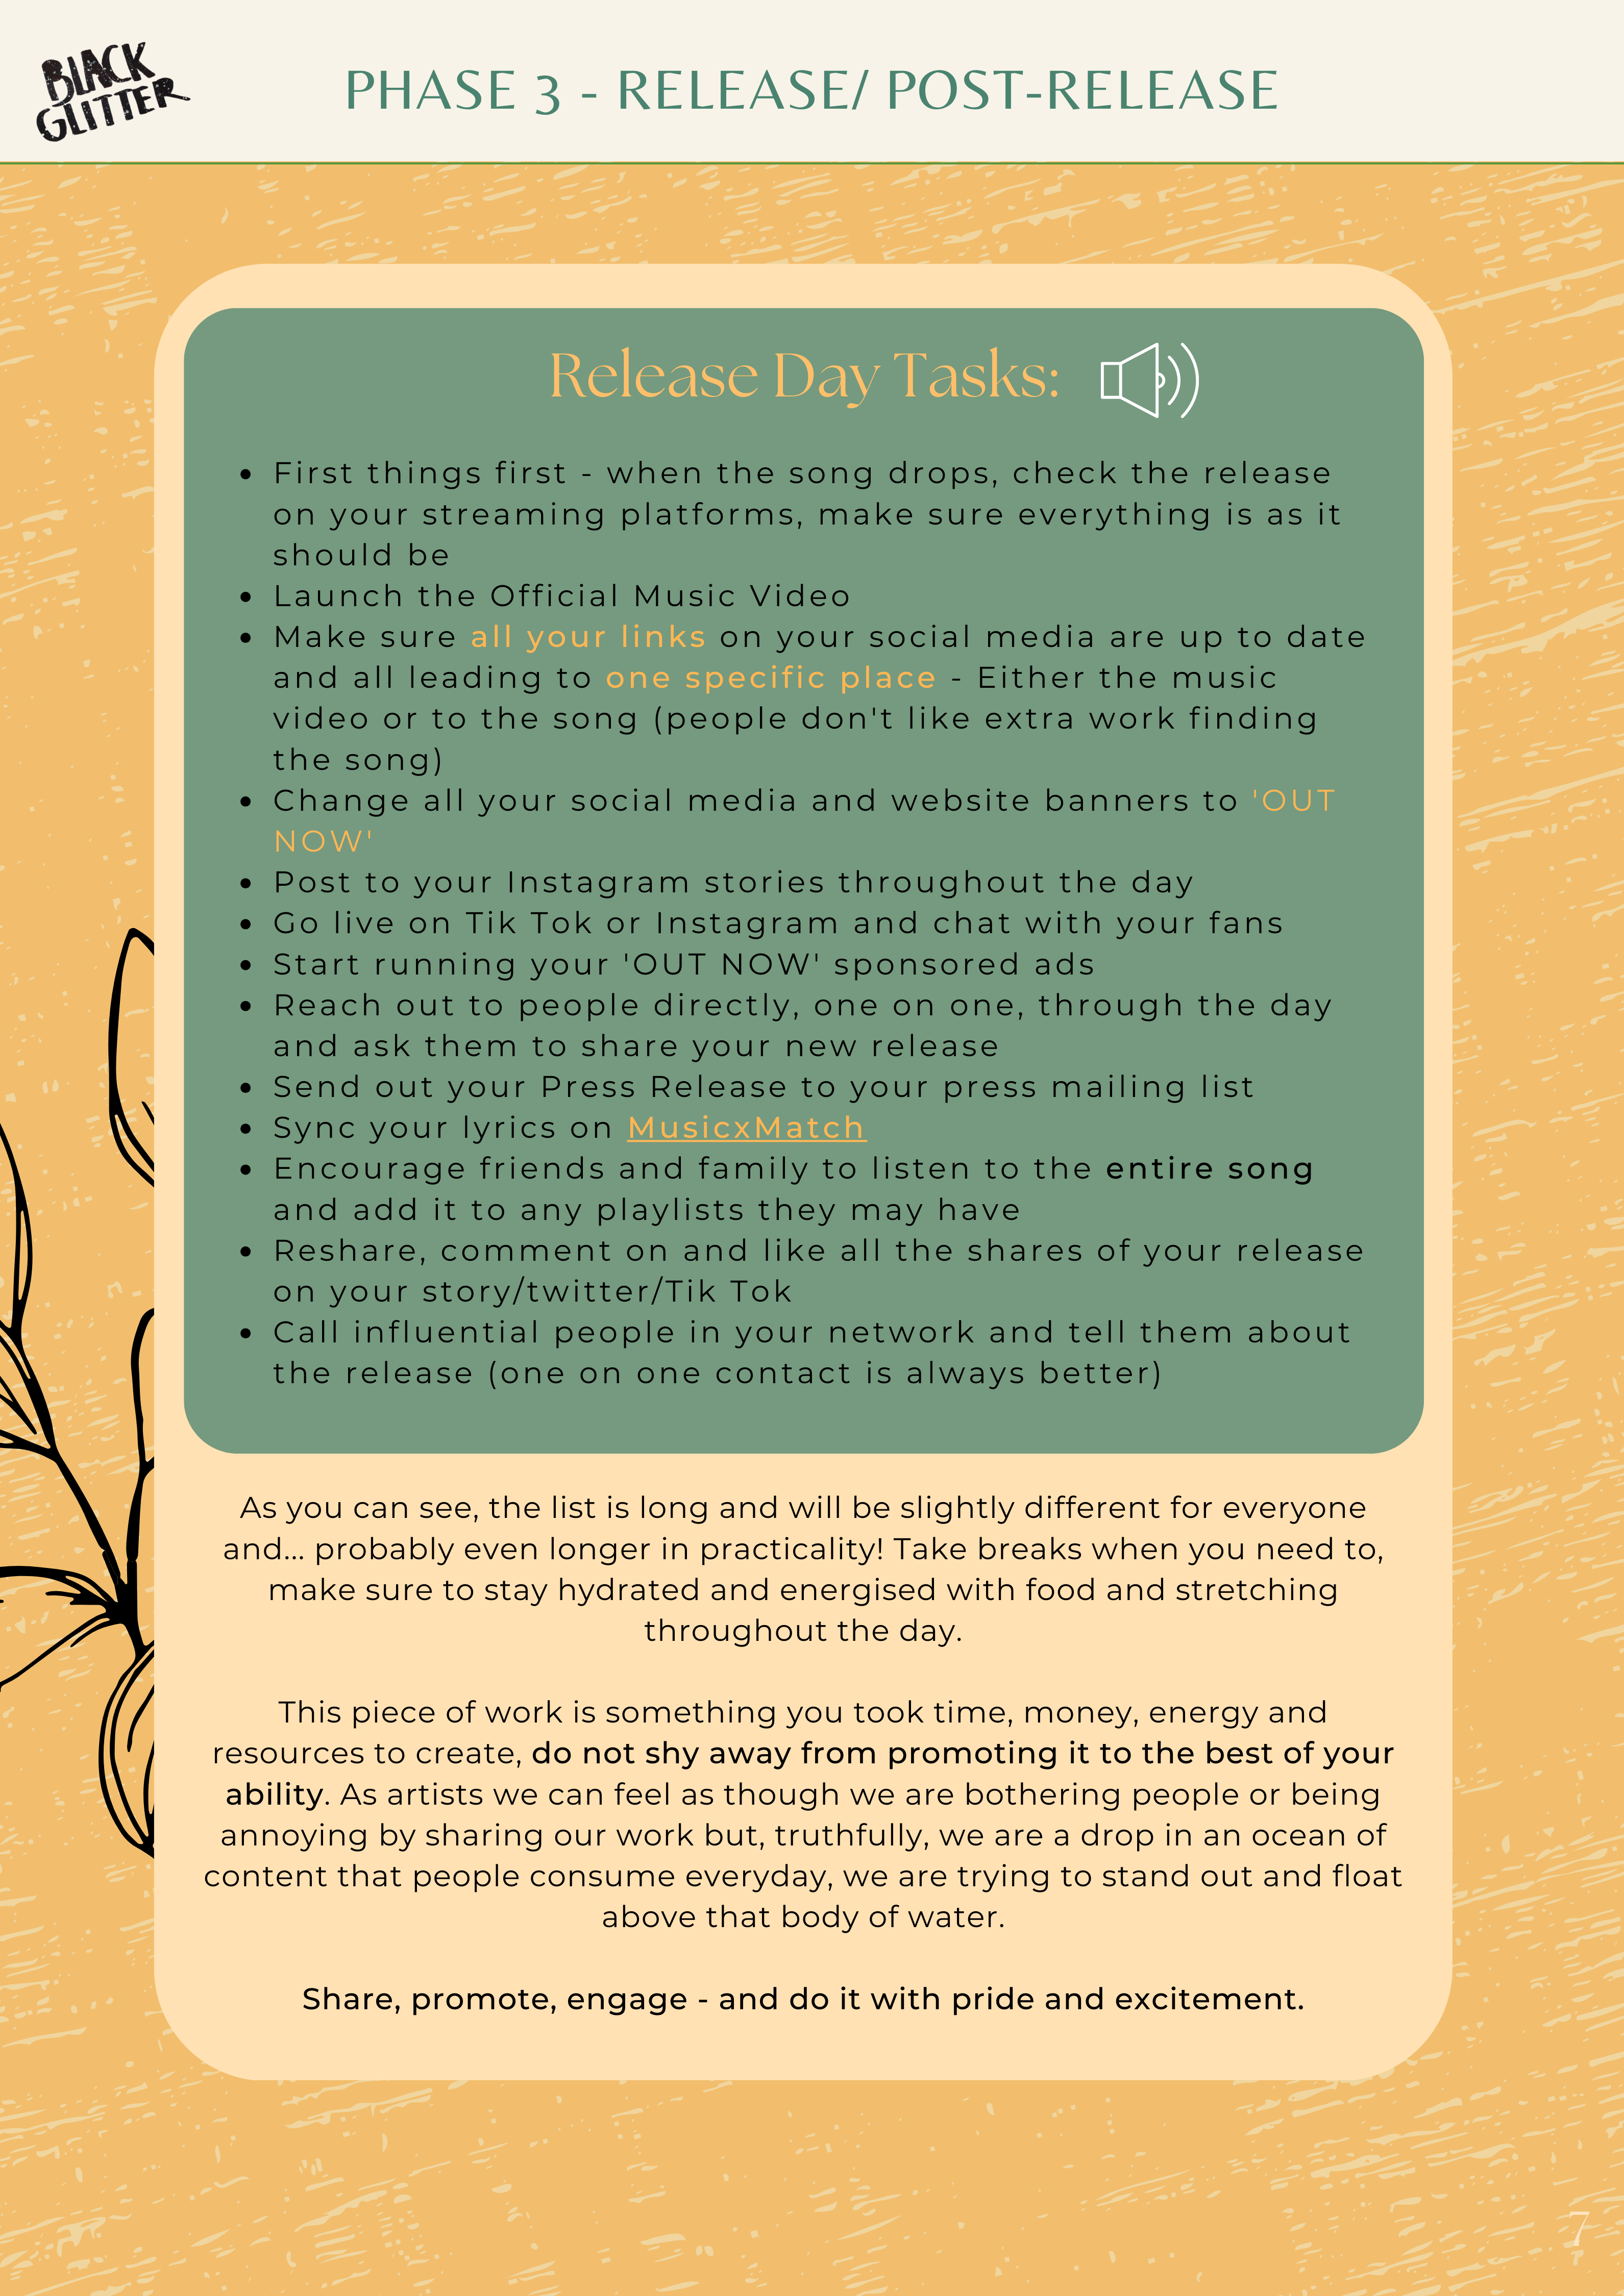 BLACK
GLITTER
PHASE 3 - RELEASE/ POST-RELEASE
Release Day Tasks:
• First things first - when the song drops, check the release
on your streaming platforms, make sure everything is as it
should be
• Launch the Official Music Video
• Make sure all your links on your social media are up to date
and all leading to one specific place - Either the music
video or to the song (people don't like extra work finding
the song)
• Change all your social media and website banners to 'OUT
NOW'
• Post to your Instagram stories throughout the day
• Go live on Tik Tok or Instagram and chat with your fans
• Start running your 'OUT NOW' sponsored ads
• Reach out to people directly, one on one, through the day
and ask them to share your new release
• Send out your Press Release to your press mailing list
• Sync your lyrics on MusicxMatch
• Encourage friends and family to listen to the entire song
and add it to any playlists they may have
• Reshare, comment on and like all the shares of your release
on your story/twitter/Tik Tok
• Call influential people in your network and tell them about
the release (one on one contact is always better)
As you can see, the list is long and will be slightly different for everyone
and... probably even longer in practicality! Take breaks when you need to,
make sure to stay hydrated and energised with food and stretching
throughout the day.
This piece of work is something you took time, money, energy and
resources to create, do not shy away from promoting it to the best of your
ability. As artists we can feel as though we are bothering people or being
annoying by sharing our work but, truthfully, we are a drop in an ocean of
content that people consume everyday, we are trying to stand out and float
above that body of water.
Share, promote, engage - and do it with pride and excitement.
7